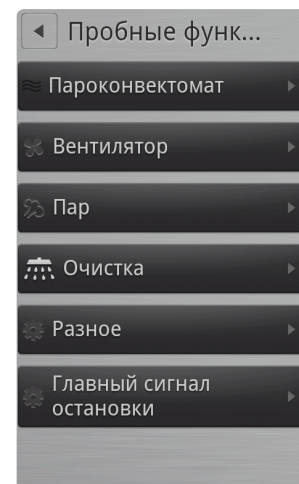 Пробные функ...
Пароконвектомат
Вентилятор
Пар
Очистка
Разное
Главный сигнал
остановки